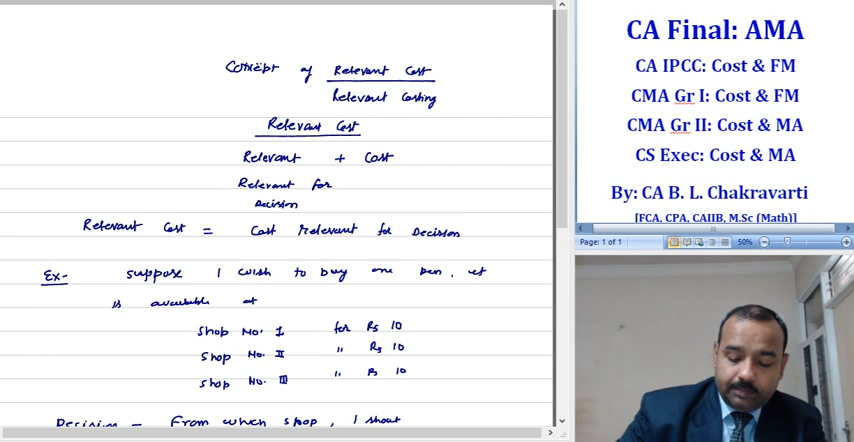 Concept of Relevant Cost
Relevant Costing
Relevant Cost
Relevant + Cost
Relevant for
Decision
Relevant Cost = Cost Relevant for Decision
Ex- Suppose I wish to buy one pen. It
is available at
Shop No. I for Rs 10
Shop No. II " Rs 10
Shop No. III " Rs 10
Decision - From which shop, I
CA Final: AMA
CA IPCC: Cost & FM
CMA Gr I: Cost & FM
CMA Gr II: Cost & MA
CS Exec: Cost & MA
By: CA B. L. Chakravarti
[FCA, CPA, CAIIB, M.Sc (Math)]
Page: 1 of 1
50%